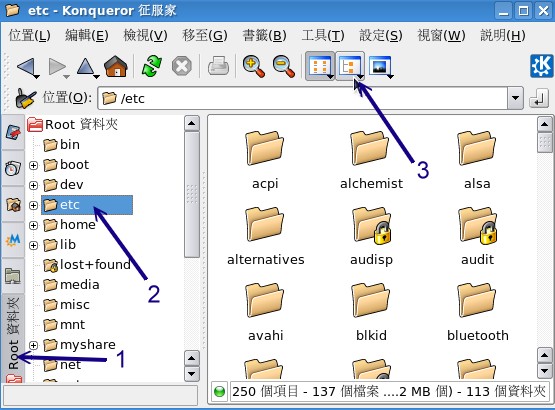 etc - Konqueror 征服家
位置(L) 編輯(E) 檢視(V) 移至(G) 書籤(B) 工具(T) 設定(S) 視窗(W) 說明(H)
位置(O): /etc
Root 資料夾
bin
boot
dev
etc
home
lib
lost+found
media
misc
mnt
myshare
net
Root 資料夾
1
2
3
acpi alchemist alsa
alternatives audisp audit
avahi blkid bluetooth
250 個項目 - 137 個檔案 ....2 MB 個) - 113 個資料夾